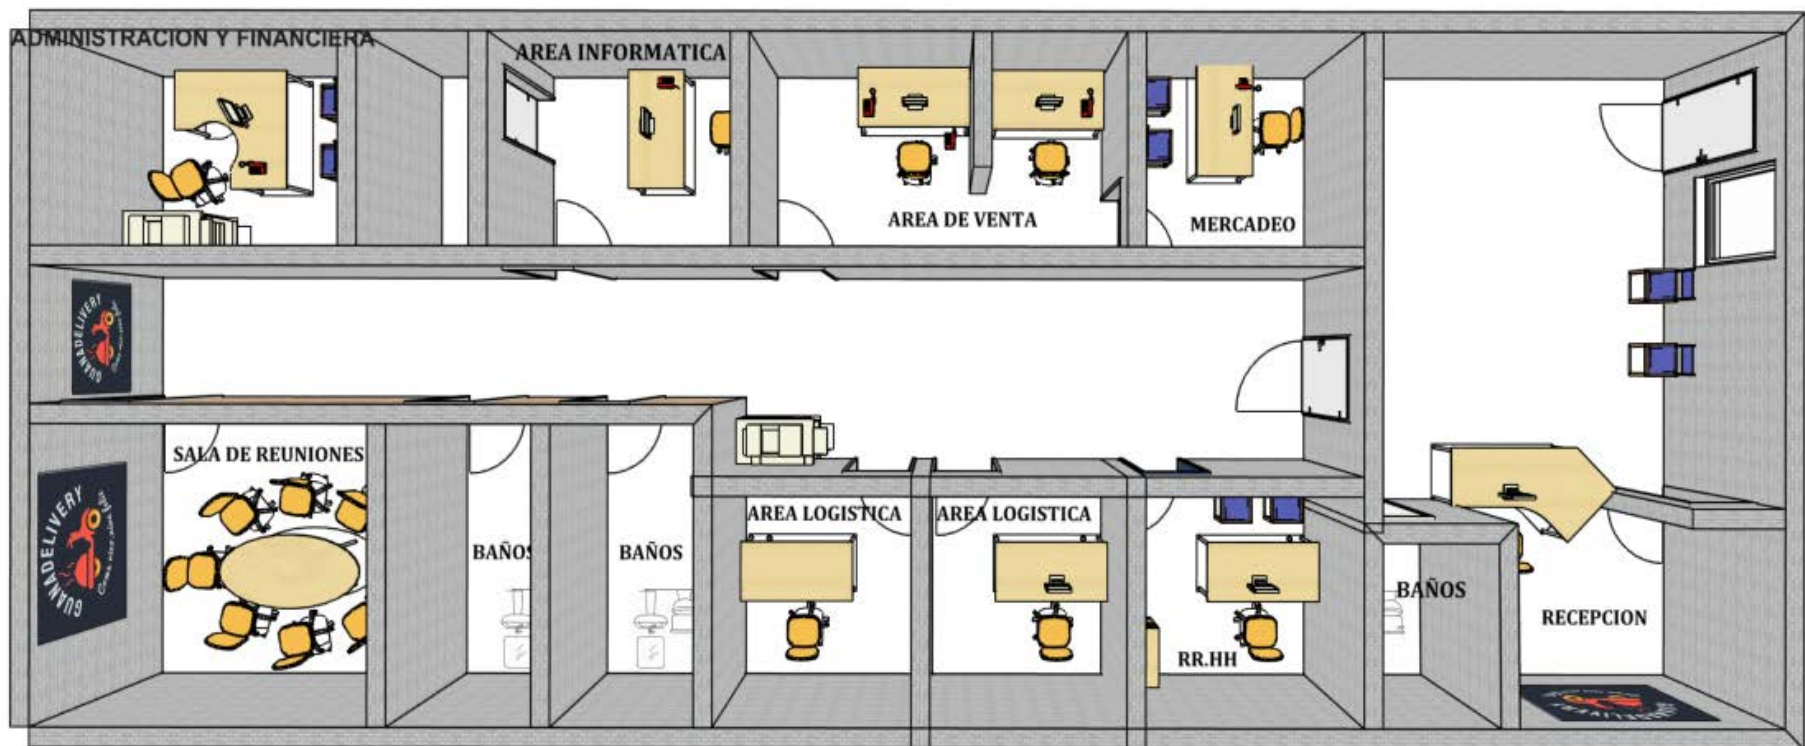 ADMINISTRACION Y FINANCIERA
AREA INFORMATICA
AREA DE VENTA
MERCADEO
GUANADELIVERY
SALA DE REUNIONES
BAÑOS
BAÑOS
AREA LOGISTICA
AREA LOGISTICA
RR.HH
BAÑOS
RECEPCION
GUANADELIVERY
GUANADELIVERY